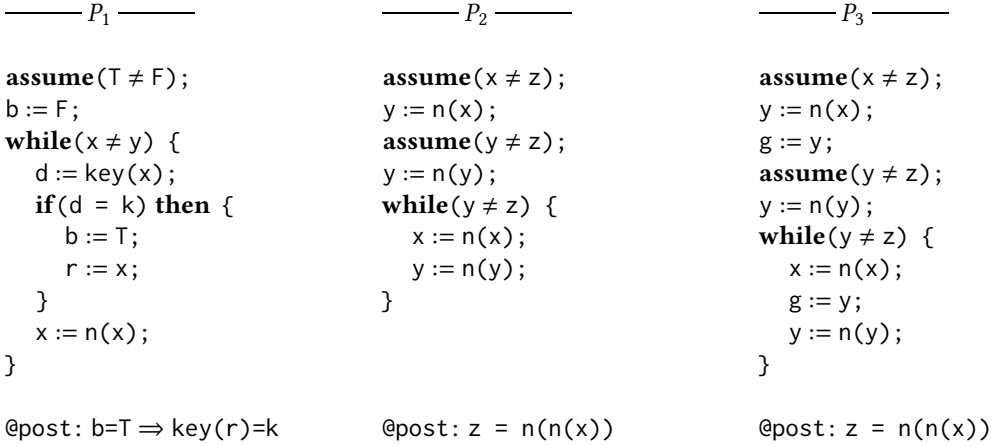 P1
assume(T ≠ F);
b := F;
while(x ≠ y) {
d := key(x);
if(d = k) then {
b := T;
r := x;
}
x := n(x);
}
@post: b=T ⇒ key(r)=k
P2
assume(x ≠ z);
y := n(x);
assume(y ≠ z);
y := n(y);
while(y ≠ z) {
x := n(x);
y := n(y);
}
@post: z = n(n(x))
P3
assume(x ≠ z);
y := n(x);
g := y;
assume(y ≠ z);
y := n(y);
while(y ≠ z) {
x := n(x);
g := y;
y := n(y);
}
@post: z = n(n(x))